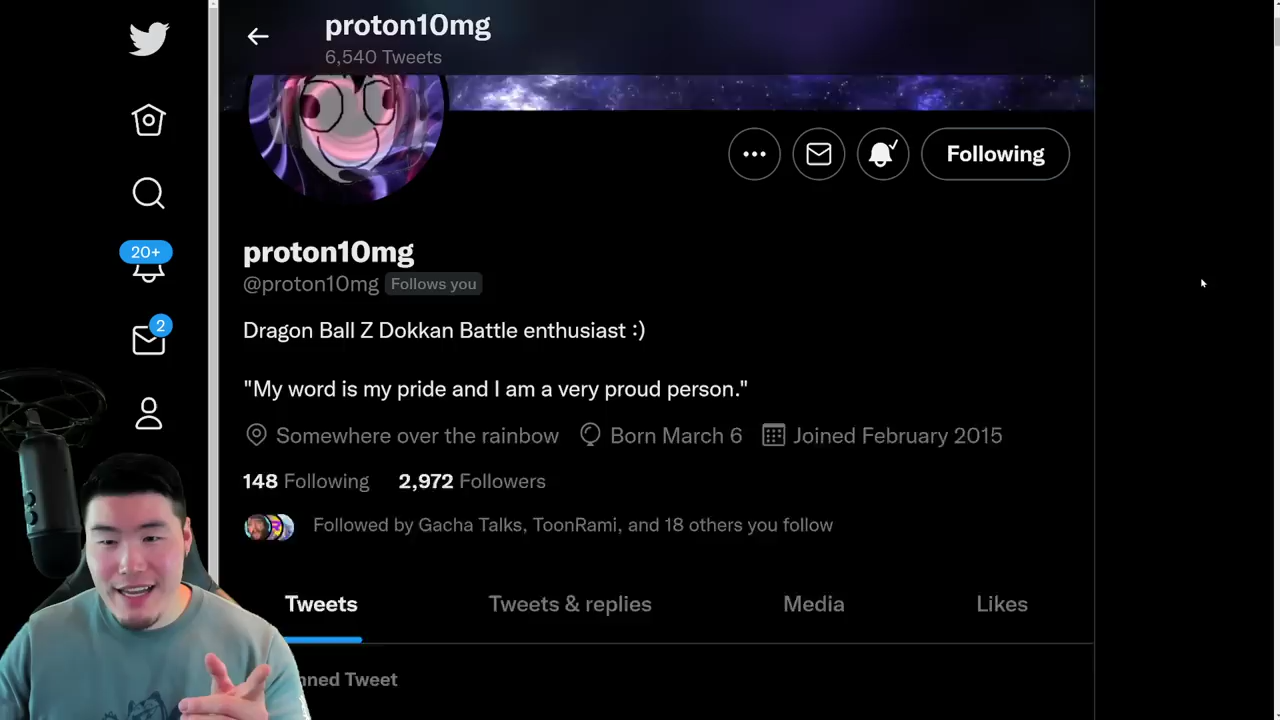 proton10mg
6,540 Tweets
Following
proton10mg
@proton10mg Follows you
20+
Dragon Ball Z Dokkan Battle enthusiast :)
2
"My word is my pride and I am a very proud person."
Somewhere over the rainbow Born March 6 Joined February 2015
148 Following 2,972 Followers
Followed by Gacha Talks, ToonRami, and 18 others you follow
Tweets Tweets & replies Media Likes
Tweet